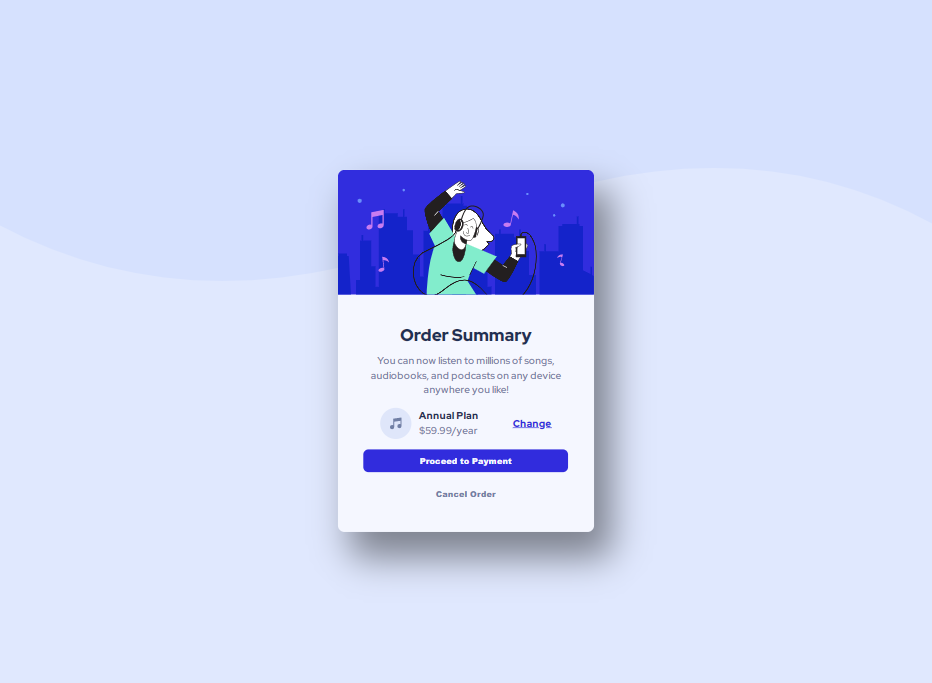 Order Summary
You can now listen to millions of songs,
audiobooks, and podcasts on any device
anywhere you like!
Annual Plan
$59.99/year
Change
Proceed to Payment
Cancel Order